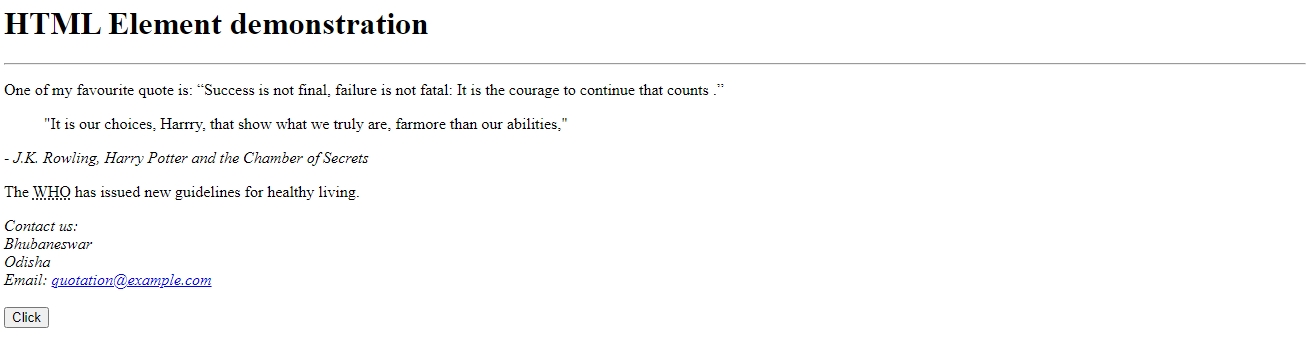 HTML Element demonstration
One of my favourite quote is: “Success is not final, failure is not fatal: It is the courage to continue that counts .”
"It is our choices, Harrry, that show what we truly are, farmore than our abilities,"
- J.K. Rowling, Harry Potter and the Chamber of Secrets
The WHO has issued new guidelines for healthy living.
Contact us:
Bhubaneswar
Odisha
Email: quotation@example.com
Click